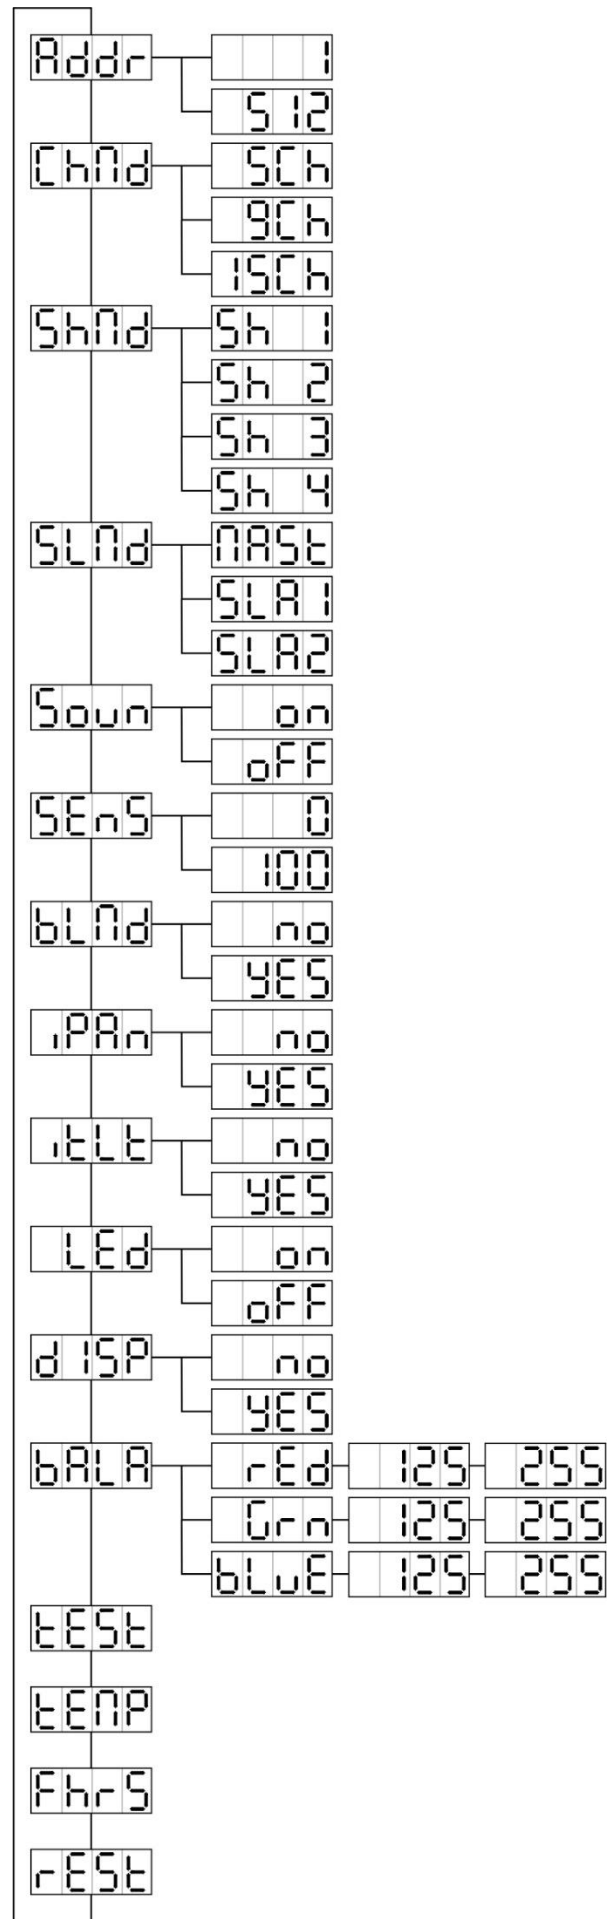 Addr 1
512
ChMd 5Ch
9Ch
15Ch
ShMd Sh 1
Sh 2
Sh 3
Sh 4
SLMd MASt
SLA1
SLA2
Soun on
oFF
SEnS 0
100
bLMd no
YES
iPAn no
YES
itLt no
YES
LEd on
oFF
dISP no
YES
bALA rEd 125 255
Grn 125 255
bLuE 125 255
tESt
tEMP
FhrS
rESt